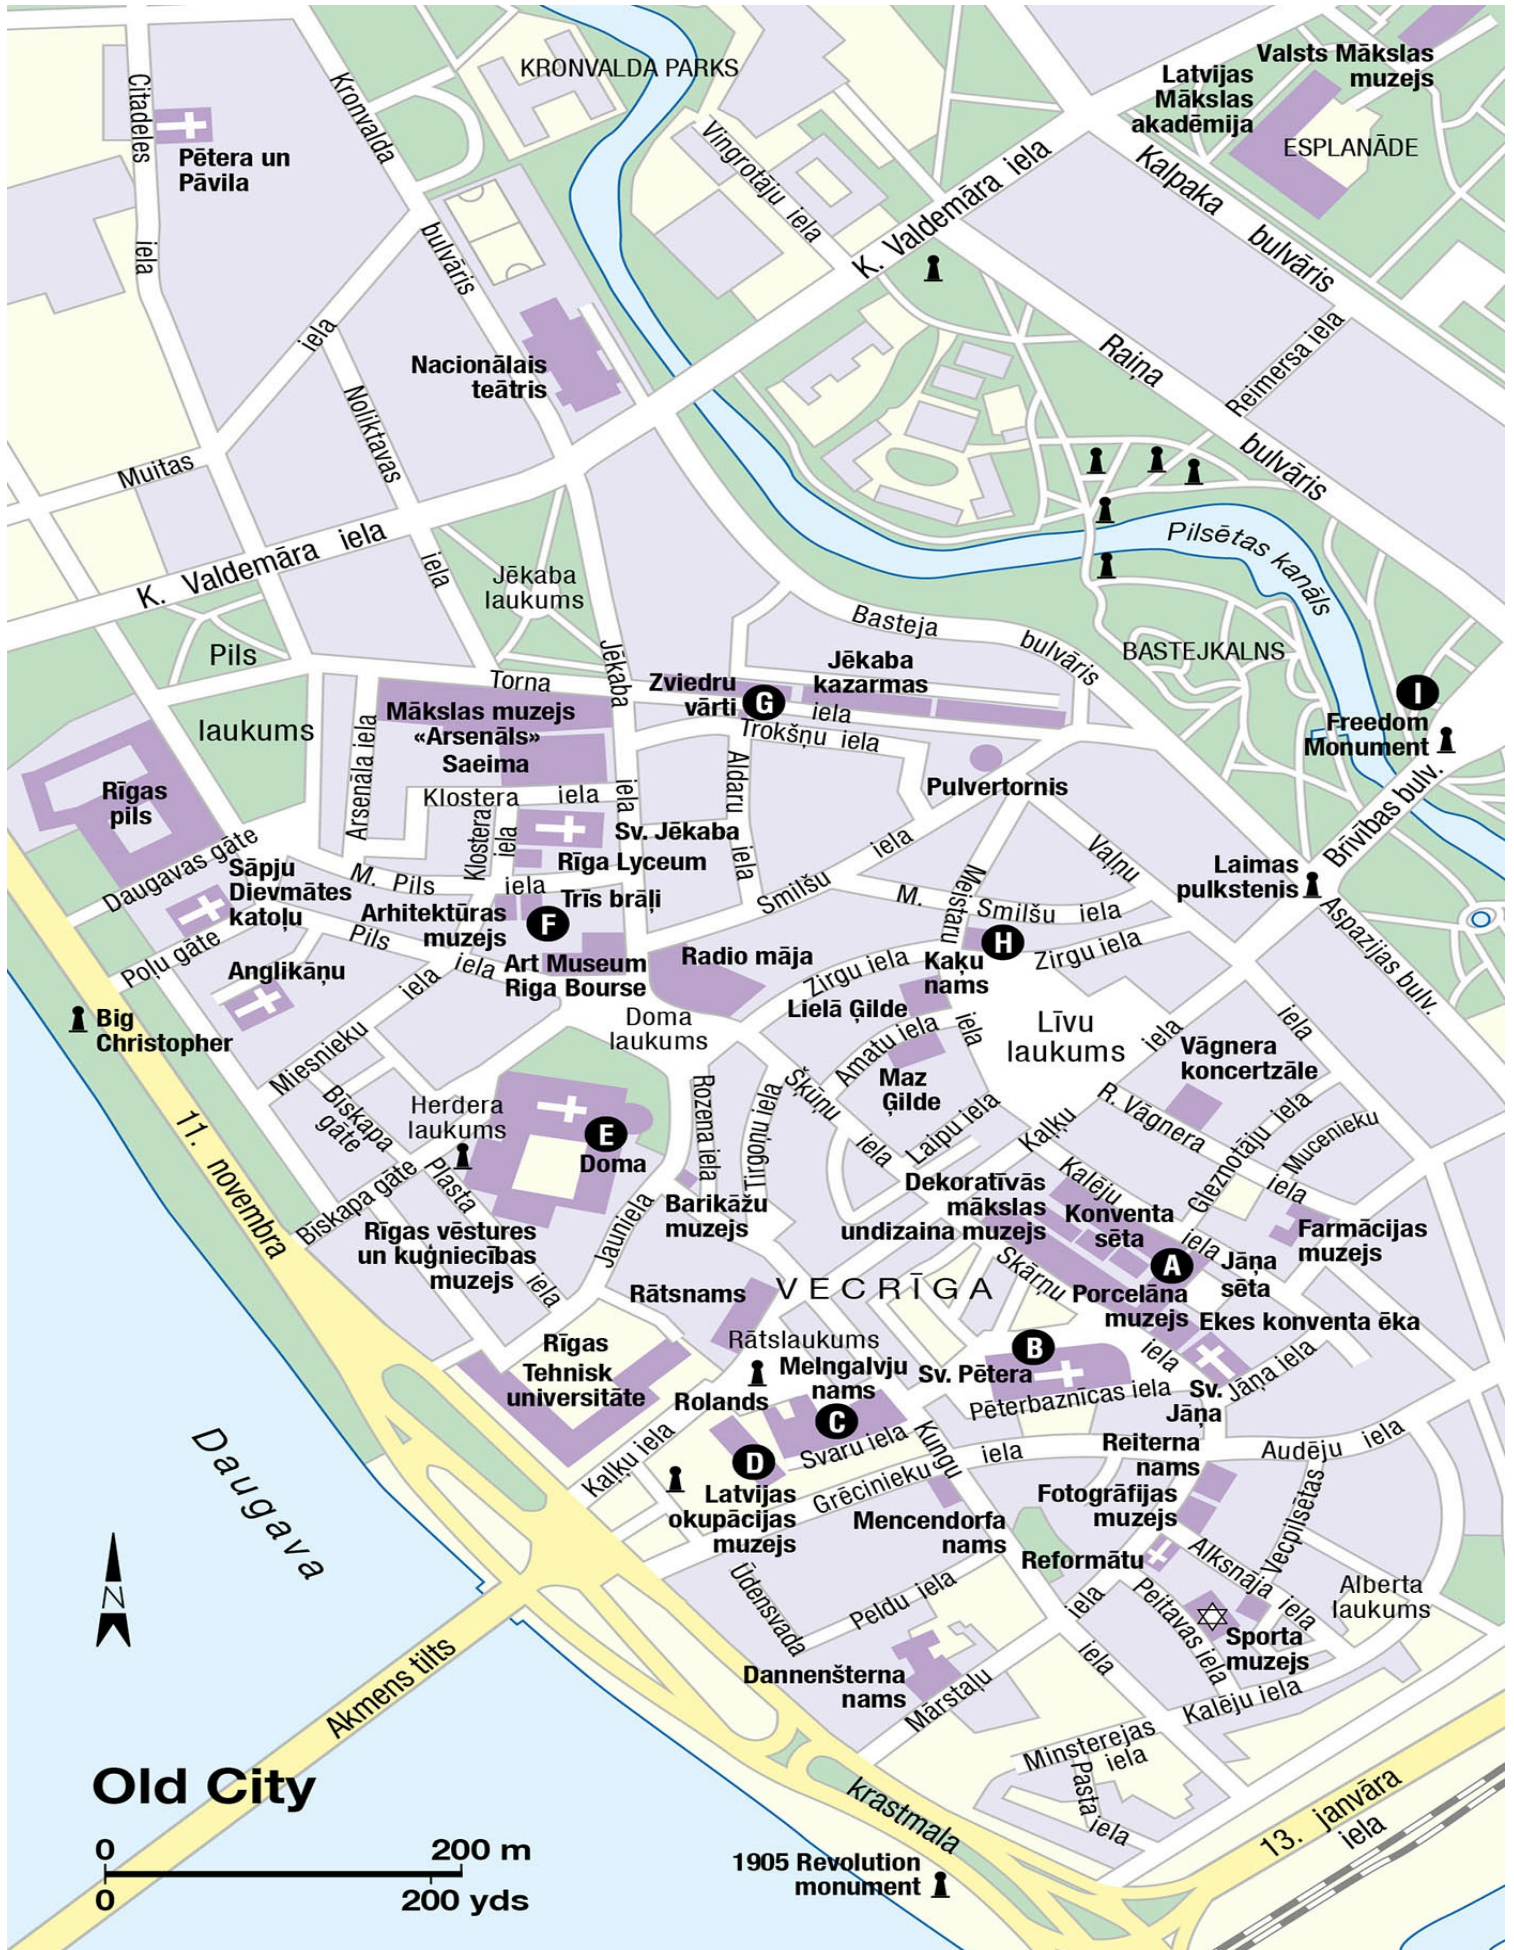 KRONVALDA PARKS
Valsts Mākslas
muzejs
Latvijas
Mākslas
akadēmija
ESPLANĀDE
Citadeles
iela
Pētera un
Pāvila
Kronvalda
bulvāris
Vingrotāju iela
K. Valdemāra iela
Kalpaka
bulvāris
Nacionālais
teātris
iela
Noliktavas
iela
Raiņa
bulvāris
Reimersa iela
Muitas
K. Valdemāra iela
Pilsētas kanāls
Jēkaba
laukums
Basteja
bulvāris
BASTEJKALNS
Pils
laukums
Torna
Jēkaba
iela
Zviedru
vārti
G
Jēkaba
kazarmas
iela
Trokšņu iela
I
Freedom
Monument
Mākslas muzejs
«Arsenāls»
Saeima
Arsenāla iela
Aldaru
iela
Pulvertornis
Brīvības bulv.
Rīgas
pils
Klostera iela
Klostera
iela
Sv. Jēkaba
Rīga Lyceum
Daugavas gāte
Sāpju
Dievmātes
katoļu
M. Pils
iela
Trīs brāļi
Arhitektūras
muzejs
F
Smilšu
iela
Meistaru
iela
M.
Smilšu iela
Vaļņu
iela
Laimas
pulkstenis
Aspazijas bulv.
Poļu gāte
Pils
iela
Anglikāņu
Art Museum
Riga Bourse
Radio māja
Zirgu iela
Kaķu
nams
H
Zirgu iela
Lielā Ģilde
Big
Christopher
Miesnieku
iela
Doma
laukums
Amatu iela
Maz
Ģilde
Līvu
laukums
Vāgnera
koncertzāle
11. novembra
Biskapa
gāte
Herdera
laukums
E
Doma
Rozena iela
Tirgoņu iela
Šķūņu
iela
Laipu iela
Kaļķu
iela
R. Vāgnera
iela
Gleznotāju iela
Mucenieku
Biskapa gāte
Plasta
iela
Rīgas vēstures
un kuģniecības
muzejs
Jauniela
Barikāžu
muzejs
Dekoratīvās
mākslas
undizaina muzejs
Kalēju
iela
Konventa
sēta
A
Jāņa
sēta
Farmācijas
muzejs
Rātsnams
VECRĪGA
Skārņu
iela
Porcelāna
muzejs
Ekes konventa ēka
Rīgas
Tehnisk
universitāte
Rātslaukums
Rolands
Melngalvju
nams
C
B
Sv. Pētera
Pēterbaznīcas iela
Sv.
Jāņa
Jāņa iela
Kaļķu iela
D
Svaru iela
Grēcinieku
iela
Kungu
iela
Latvijas
okupācijas
muzejs
Mencendorfa
nams
Reiterna
nams
Audēju iela
Fotogrāfijas
muzejs
Vecpilsētas
Reformātu
Alksnāja
iela
Daugava
N
Ūdensvada
Peldu iela
iela
Peitavas iela
Alberta
laukums
Sporta
muzejs
Akmens tilts
Dannenšterna
nams
Mārstaļu
Kalēju iela
Minsterejas
iela
Pasta
iela
Old City
0 200 m
0 200 yds
krastmala
13. janvāra
iela
1905 Revolution
monument